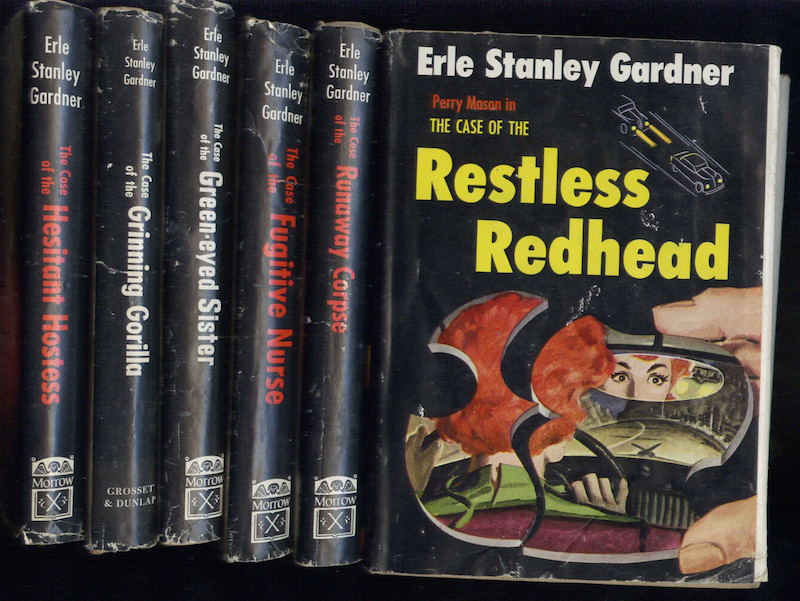 Erle
Stanley
Gardner
The Case
of the
Hesitant Hostess
Morrow
X
Erle
Stanley
Gardner
The Case
of the
Grinning Gorilla
GROSSET
& DUNLAP
Erle
Stanley
Gardner
The Case
of the
Green-eyed Sister
Morrow
X
Erle
Stanley
Gardner
The Case
of the
Fugitive Nurse
Morrow
X
Erle
Stanley
Gardner
The Case
of the
Runaway Corpse
Morrow
X
Erle Stanley Gardner
Perry Mason in
THE CASE OF THE
Restless
Redhead